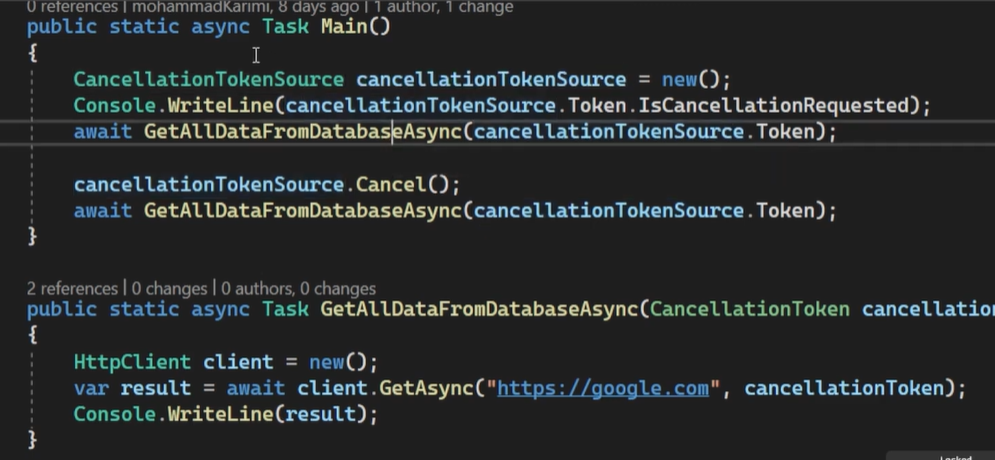 0 references | mohammadKarimi, 8 days ago | 1 author, 1 change
public static async Task Main()
{
CancellationTokenSource cancellationTokenSource = new();
Console.WriteLine(cancellationTokenSource.Token.IsCancellationRequested);
await GetAllDataFromDatabaseAsync(cancellationTokenSource.Token);
cancellationTokenSource.Cancel();
await GetAllDataFromDatabaseAsync(cancellationTokenSource.Token);
}
2 references | 0 changes | 0 authors, 0 changes
public static async Task GetAllDataFromDatabaseAsync(CancellationToken cancellatio
{
HttpClient client = new();
var result = await client.GetAsync("https://google.com", cancellationToken);
Console.WriteLine(result);
}
Locked